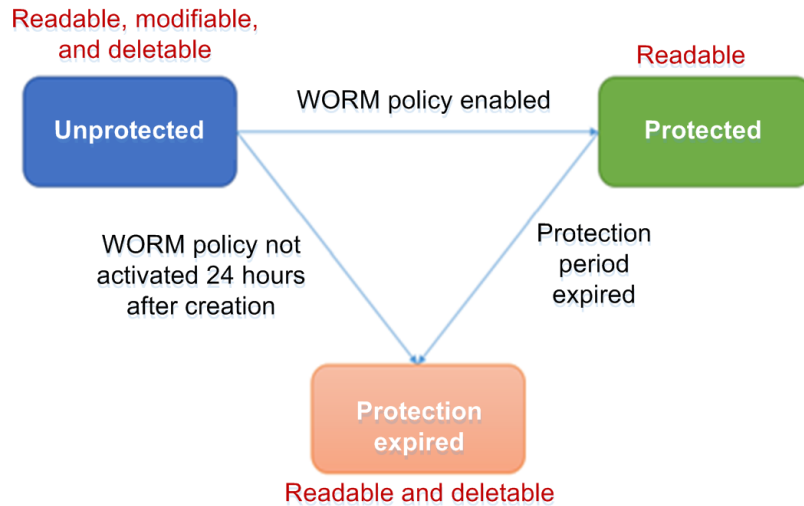 Readable, modifiable,
and deletable
Readable
Unprotected
WORM policy enabled
Protected
WORM policy not
activated 24 hours
after creation
Protection
period
expired
Protection
expired
Readable and deletable